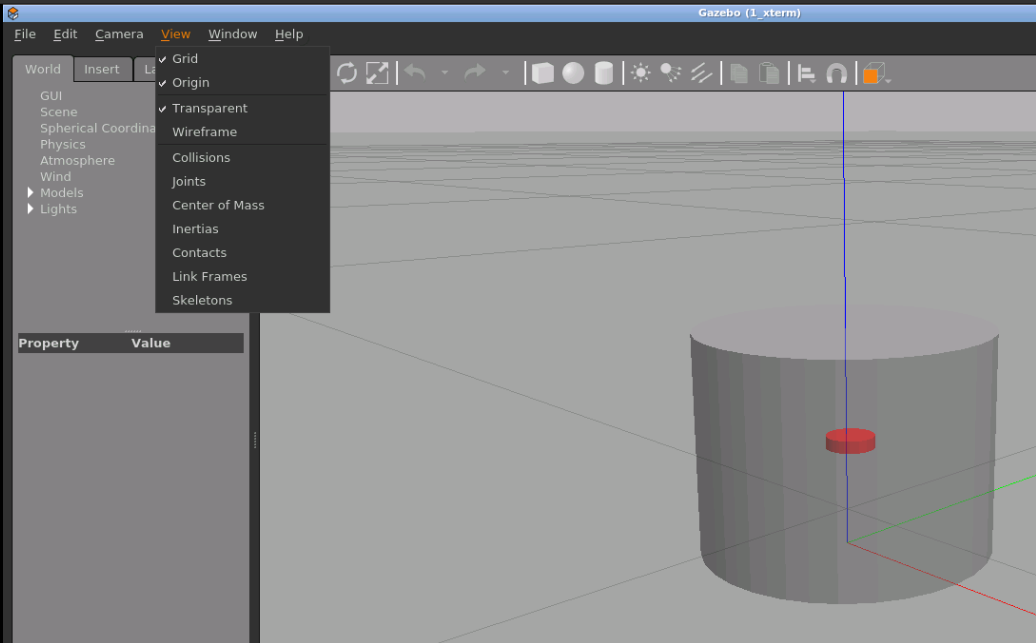 Gazebo (1_xterm)
File Edit Camera View Window Help
World Insert La
Grid
Origin
Transparent
Wireframe
Collisions
Joints
Center of Mass
Inertias
Contacts
Link Frames
Skeletons
GUI
Scene
Spherical Coordina
Physics
Atmosphere
Wind
Models
Lights
Property Value